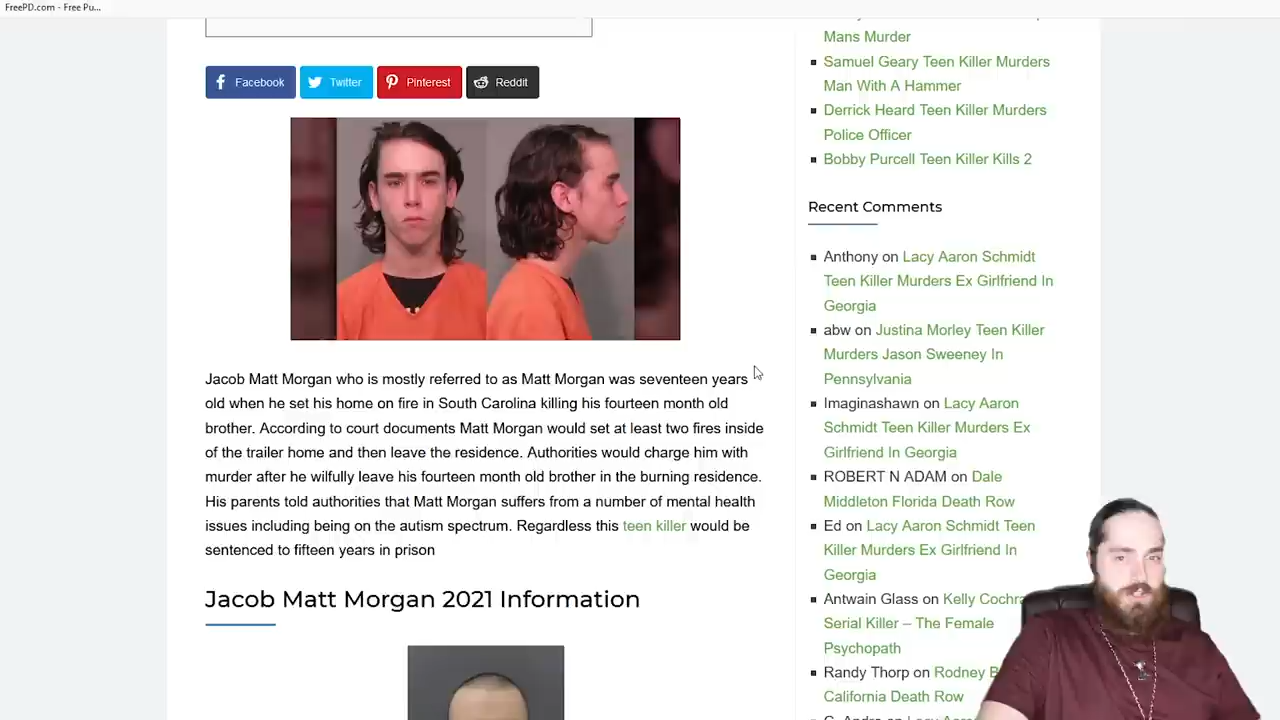 FreePD.com - Free Pu...
Facebook
Twitter
Pinterest
Reddit
Jacob Matt Morgan who is mostly referred to as Matt Morgan was seventeen years
old when he set his home on fire in South Carolina killing his fourteen month old
brother. According to court documents Matt Morgan would set at least two fires inside
of the trailer home and then leave the residence. Authorities would charge him with
murder after he wilfully leave his fourteen month old brother in the burning residence.
His parents told authorities that Matt Morgan suffers from a number of mental health
issues including being on the autism spectrum. Regardless this teen killer would be
sentenced to fifteen years in prison
Jacob Matt Morgan 2021 Information
Mans Murder
Samuel Geary Teen Killer Murders
Man With A Hammer
Derrick Heard Teen Killer Murders
Police Officer
Bobby Purcell Teen Killer Kills 2
Recent Comments
Anthony on Lacy Aaron Schmidt
Teen Killer Murders Ex Girlfriend In
Georgia
abw on Justina Morley Teen Killer
Murders Jason Sweeney In
Pennsylvania
Imaginashawn on Lacy Aaron
Schmidt Teen Killer Murders Ex
Girlfriend In Georgia
ROBERT N ADAM on Dale
Middleton Florida Death Row
Ed on Lacy Aaron Schmidt Teen
Killer Murders Ex Girlfriend In
Georgia
Antwain Glass on Kelly Cochra
Serial Killer – The Female
Psychopath
Randy Thorp on Rodney B
California Death Row